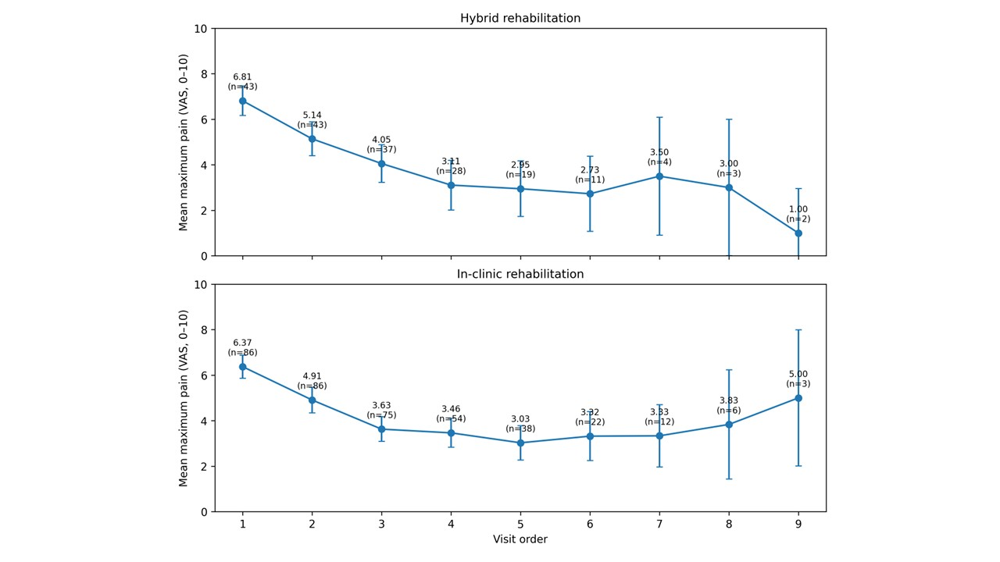 Hybrid rehabilitation
Mean maximum pain (VAS, 0–10)
10
8
6
4
2
0
6.81
(n=43)
5.14
(n=43)
4.05
(n=37)
3.11
(n=28)
2.95
(n=19)
2.73
(n=11)
3.50
(n=4)
3.00
(n=3)
1.00
(n=2)
In-clinic rehabilitation
Mean maximum pain (VAS, 0–10)
10
8
6
4
2
0
6.37
(n=86)
4.91
(n=86)
3.63
(n=75)
3.46
(n=54)
3.03
(n=38)
3.32
(n=22)
3.33
(n=12)
3.83
(n=6)
5.00
(n=3)
1 2 3 4 5 6 7 8 9
Visit order